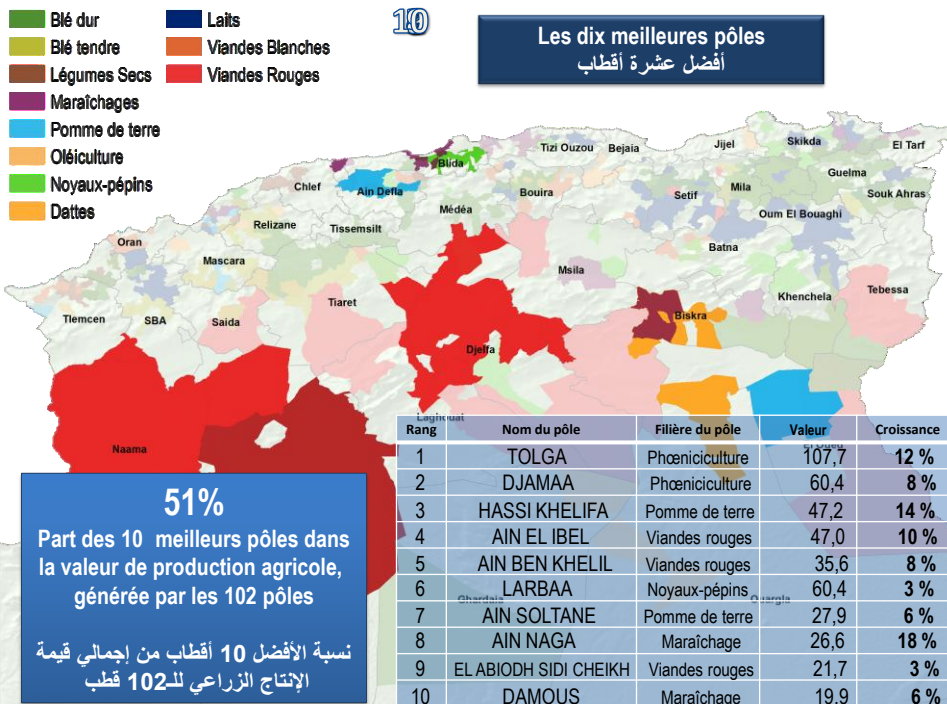 Blé dur
Blé tendre
Légumes Secs
Maraîchages
Pomme de terre
Oléiculture
Noyaux-pépins
Dattes
Laits
Viandes Blanches
Viandes Rouges
10
Les dix meilleures pôles
أفضل عشرة أقطاب
Tizi Ouzou
Bejaia
Jijel
Skikda
El Tarf
Blida
Guelma
Chlef
Ain Defla
Bouira
Setif
Mila
Souk Ahras
Médéa
Oum El Bouaghi
Relizane
Tissemsilt
Oran
Batna
Mascara
Msila
Khenchela
Tebessa
Tiaret
Biskra
Tlemcen
SBA
Saida
Djelfa
Laghouat
Naama
El Oued
Ghardaia
Ouargla
Rang Nom du pôle Filière du pôle Valeur Croissance
1 TOLGA Phœniciculture 107,7 12 %
2 DJAMAA Phœniciculture 60,4 8 %
3 HASSI KHELIFA Pomme de terre 47,2 14 %
4 AIN EL IBEL Viandes rouges 47,0 10 %
5 AIN BEN KHELIL Viandes rouges 35,6 8 %
6 LARBAA Noyaux-pépins 60,4 3 %
7 AIN SOLTANE Pomme de terre 27,9 6 %
8 AIN NAGA Maraîchage 26,6 18 %
9 EL ABIODH SIDI CHEIKH Viandes rouges 21,7 3 %
10 DAMOUS Maraîchage 19,9 6 %
51%
Part des 10 meilleurs pôles dans
la valeur de production agricole,
générée par les 102 pôles
نسبة الأفضل 10 أقطاب من إجمالي قيمة
الإنتاج الزراعي للـ102 قطب